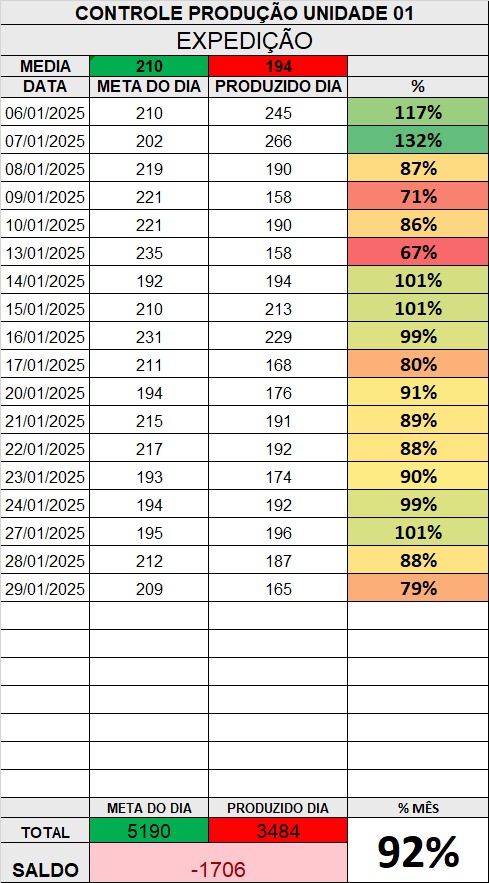 CONTROLE PRODUÇÃO UNIDADE 01
EXPEDIÇÃO
MEDIA 210 194
DATA META DO DIA PRODUZIDO DIA %
06/01/2025 210 245 117%
07/01/2025 202 266 132%
08/01/2025 219 190 87%
09/01/2025 221 158 71%
10/01/2025 221 190 86%
13/01/2025 235 158 67%
14/01/2025 192 194 101%
15/01/2025 210 213 101%
16/01/2025 231 229 99%
17/01/2025 211 168 80%
20/01/2025 194 176 91%
21/01/2025 215 191 89%
22/01/2025 217 192 88%
23/01/2025 193 174 90%
24/01/2025 194 192 99%
27/01/2025 195 196 101%
28/01/2025 212 187 88%
29/01/2025 209 165 79%
META DO DIA PRODUZIDO DIA % MÊS
TOTAL 5190 3484 92%
SALDO -1706